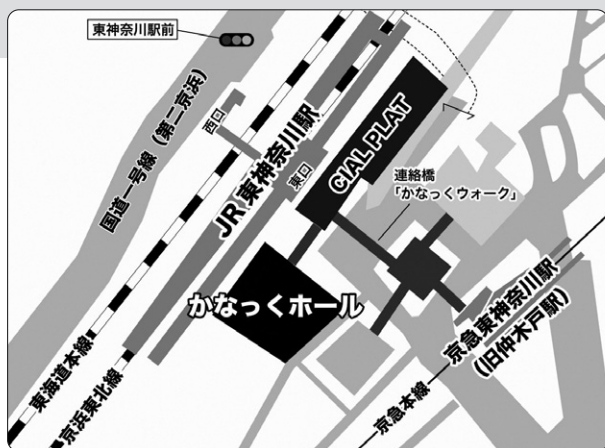 東神奈川駅前
国道一号線(第二京浜)
西口
JR 東神奈川駅
東口
CIAL PLAT
連絡橋
「かなっくウォーク」
かなっくホール
京急東神奈川駅
(旧仲木戸駅)
東海道本線
京浜東北線
京急本線